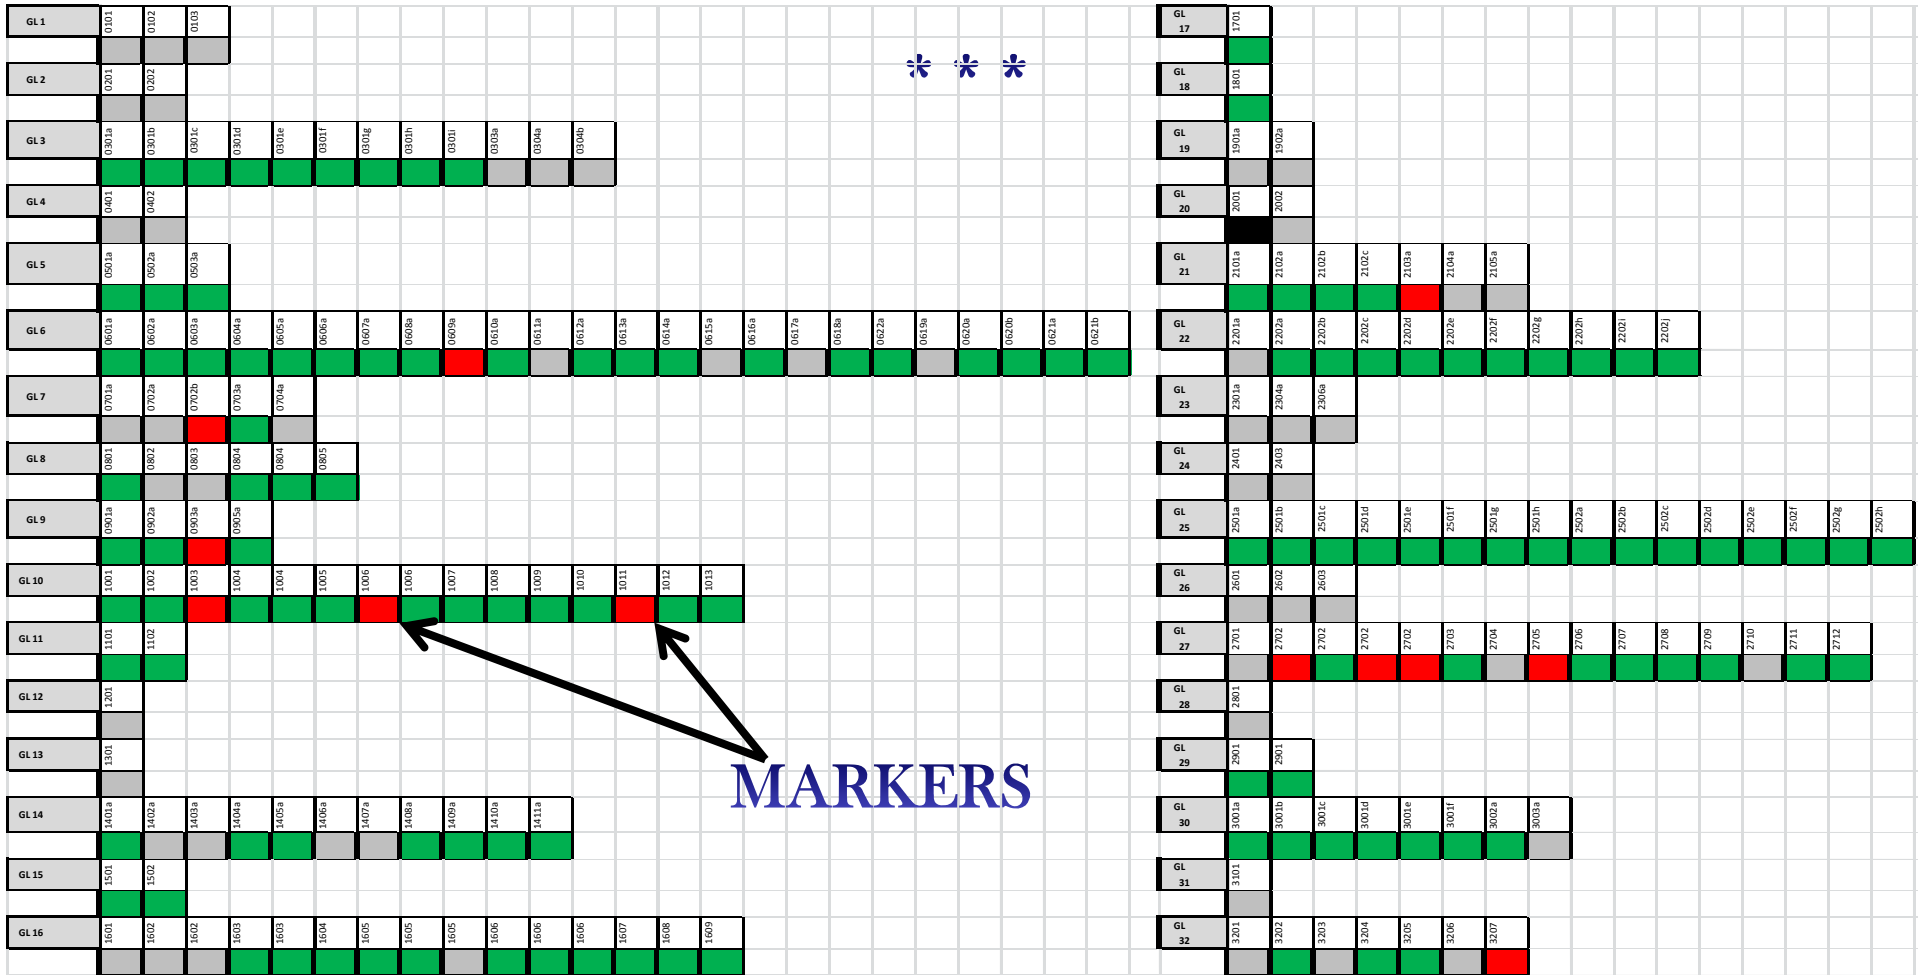 GL 1 0101 0102 0103
GL 2 0201 0202
GL 3 0301a 0301b 0301c 0301d 0301e 0301f 0301g 0301h 0301i 0303a 0304a 0304b
GL 4 0401 0402
GL 5 0501a 0502a 0503a
GL 6 0601a 0602a 0603a 0604a 0605a 0606a 0607a 0608a 0609a 0610a 0611a 0612a 0613a 0614a 0615a 0616a 0617a 0618a 0622a 0619a 0620a 0620b 0621a 0621b
GL 7 0701a 0702a 0702b 0703a 0704a
GL 8 0801 0802 0803 0804 0804 0805
GL 9 0901a 0902a 0903a 0905a
GL 10 1001 1002 1003 1004 1004 1005 1006 1006 1007 1008 1009 1010 1011 1012 1013
GL 11 1101 1102
GL 12 1201
GL 13 1301
GL 14 1401a 1402a 1403a 1404a 1405a 1406a 1407a 1408a 1409a 1410a 1411a
GL 15 1501 1502
GL 16 1601 1602 1602 1603 1603 1604 1605 1605 1605 1606 1606 1606 1607 1608 1609
* * *
MARKERS
GL 17 1701
GL 18 1801
GL 19 1901a 1902a
GL 20 2001 2002
GL 21 2101a 2102a 2102b 2102c 2103a 2104a 2105a
GL 22 2201a 2202a 2202b 2202c 2202d 2202e 2202f 2202g 2202h 2202i 2202j
GL 23 2301a 2304a 2306a
GL 24 2401 2403
GL 25 2501a 2501b 2501c 2501d 2501e 2501f 2501g 2501h 2502a 2502b 2502c 2502d 2502e 2502f 2502g 2502h
GL 26 2601 2602 2603
GL 27 2701 2702 2702 2702 2702 2703 2704 2705 2706 2707 2708 2709 2710 2711 2712
GL 28 2801
GL 29 2901 2901
GL 30 3001a 3001b 3001c 3001d 3001e 3001f 3002a 3003a
GL 31 3101
GL 32 3201 3202 3203 3204 3205 3206 3207